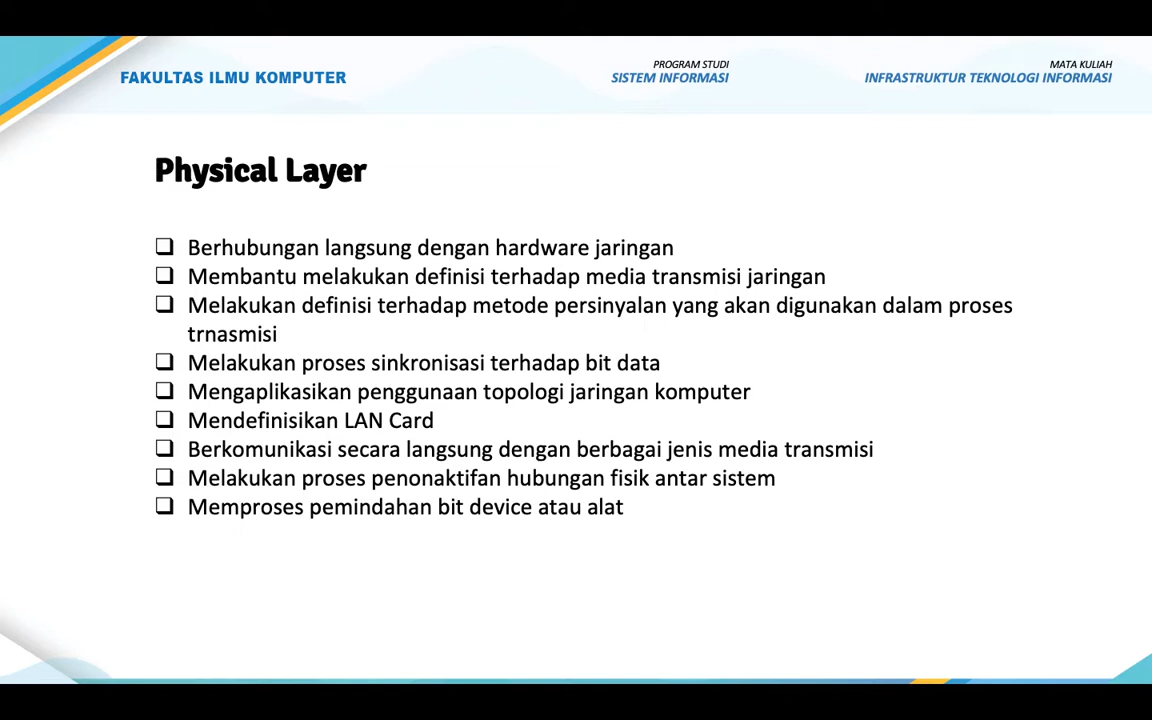 FAKULTAS ILMU KOMPUTER
PROGRAM STUDI
SISTEM INFORMASI
MATA KULIAH
INFRASTRUKTUR TEKNOLOGI INFORMASI
Physical Layer
❑ Berhubungan langsung dengan hardware jaringan
❑ Membantu melakukan definisi terhadap media transmisi jaringan
❑ Melakukan definisi terhadap metode persinyalan yang akan digunakan dalam proses
trnasmisi
❑ Melakukan proses sinkronisasi terhadap bit data
❑ Mengaplikasikan penggunaan topologi jaringan komputer
❑ Mendefinisikan LAN Card
❑ Berkomunikasi secara langsung dengan berbagai jenis media transmisi
❑ Melakukan proses penonaktifan hubungan fisik antar sistem
❑ Memproses pemindahan bit device atau alat